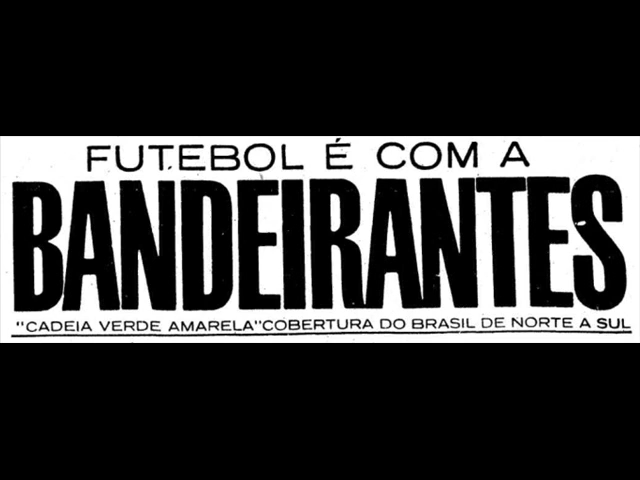 FUTEBOL É COM A
BANDEIRANTES
"CADEIA VERDE AMARELA" COBERTURA DO BRASIL DE NORTE A SUL